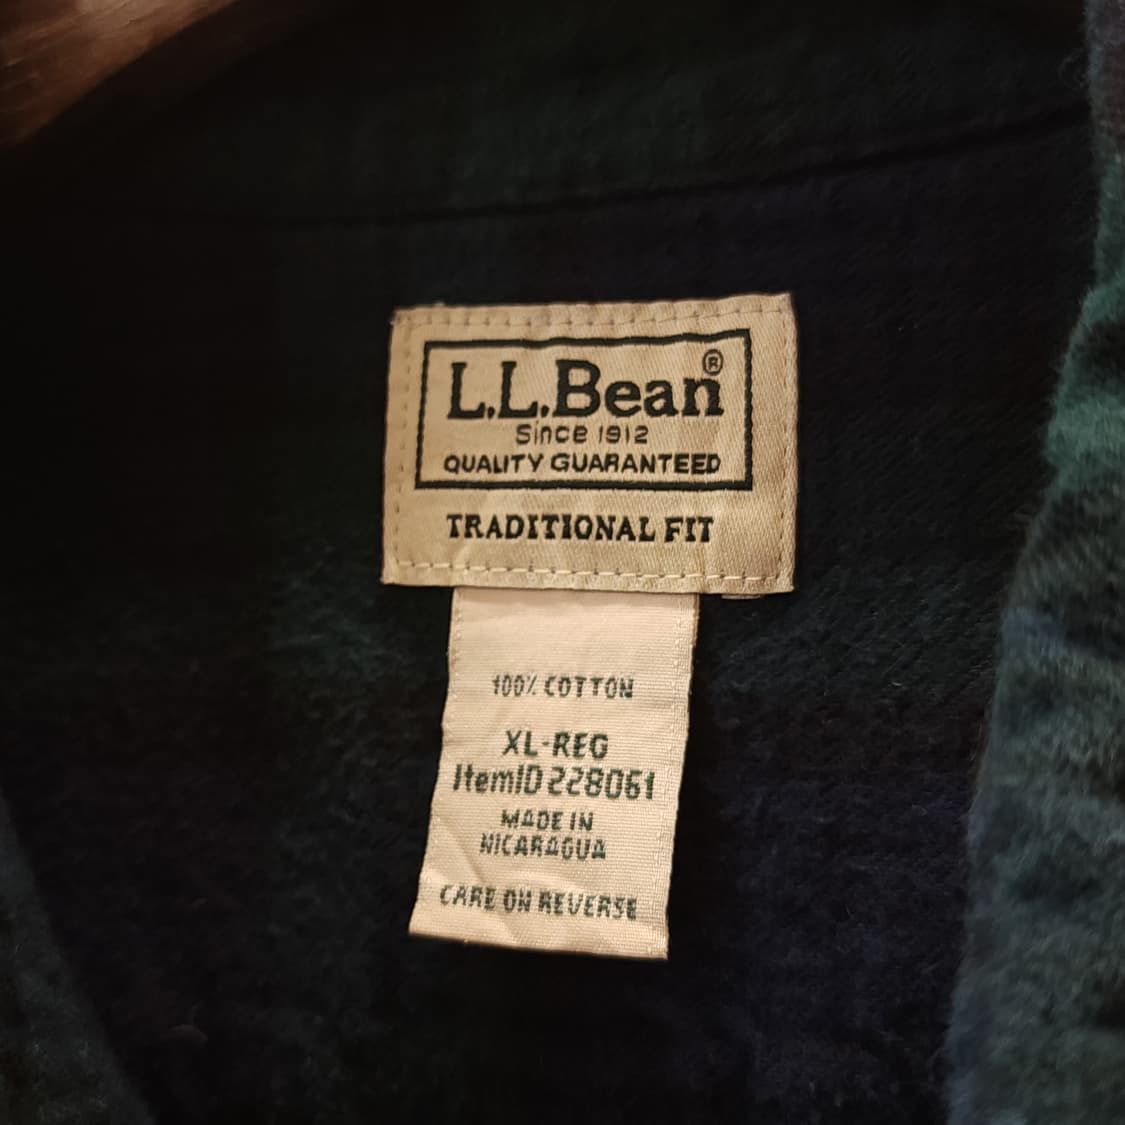 L.L.Bean®
Since 1912
QUALITY GUARANTEED
TRADITIONAL FIT
100% COTTON
XL-REG
ItemID 228061
MADE IN
NICARAGUA
CARE ON REVERSE